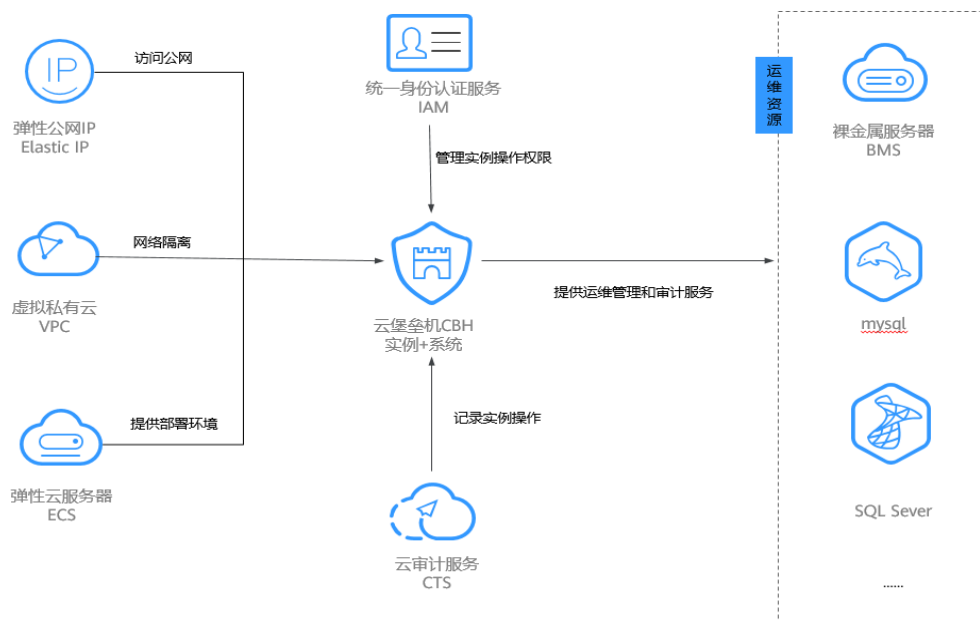 访问公网
IP
弹性公网IP
Elastic IP
统一身份认证服务
IAM
管理实例操作权限
运维资源
裸金属服务器
BMS
网络隔离
虚拟私有云
VPC
云堡垒机CBH
实例+系统
提供运维管理和审计服务
mysql
提供部署环境
弹性云服务器
ECS
记录实例操作
云审计服务
CTS
SQL Sever
......